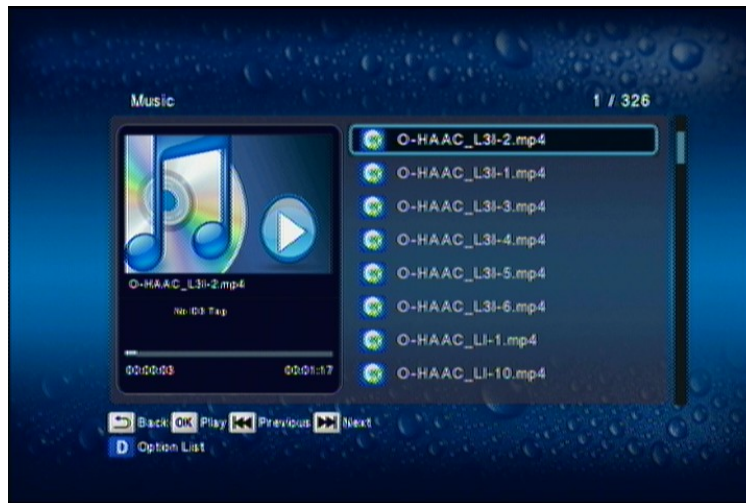 Music
1 / 326
O-HAAC_L3I-2.mp4
O-HAAC_L3I-1.mp4
O-HAAC_L3I-3.mp4
O-HAAC_L3I-4.mp4
O-HAAC_L3I-5.mp4
O-HAAC_L3I-6.mp4
O-HAAC_LI-1.mp4
O-HAAC_LI-10.mp4
O-HAAC_L3I-2.mp4
No ID3 Tag
00:00:03
00:01:17
Back OK Play Previous Next
D Option List